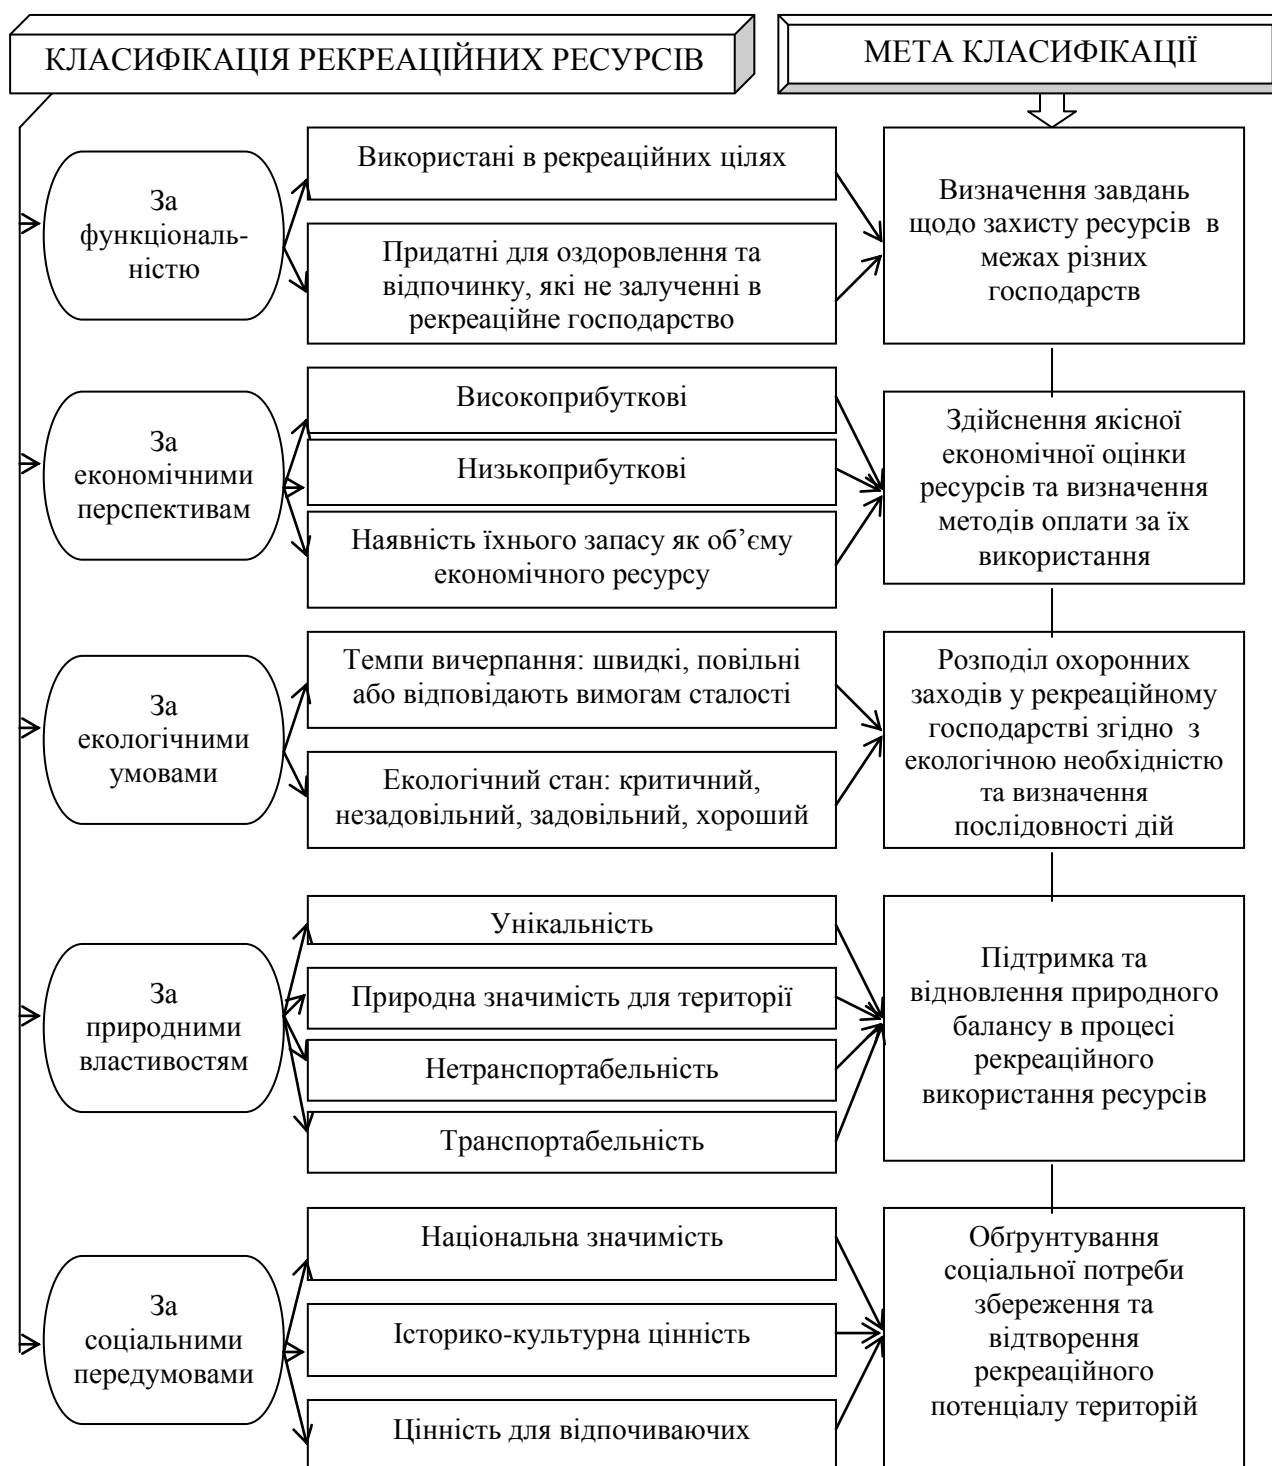 КЛАСИФІКАЦІЯ РЕКРЕАЦІЙНИХ РЕСУРСІВ
МЕТА КЛАСИФІКАЦІЇ
За
функціональ-
ністю
Використані в рекреаційних цілях
Придатні для оздоровлення та
відпочинку, які не залученні в
рекреаційне господарство
Визначення завдань
щодо захисту ресурсів в
межах різних
господарств
За
економічними
перспективам
Високоприбуткові
Низькоприбуткові
Наявність їхнього запасу як об’єму
економічного ресурсу
Здійснення якісної
економічної оцінки
ресурсів та визначення
методів оплати за їх
використання
За
екологічними
умовами
Темпи вичерпання: швидкі, повільні
або відповідають вимогам сталості
Екологічний стан: критичний,
незадовільний, задовільний, хороший
Розподіл охоронних
заходів у рекреаційному
господарстві згідно з
екологічною необхідністю
та визначення
послідовності дій
За
природними
властивостям
Унікальність
Природна значимість для території
Нетранспортабельність
Транспортабельність
Підтримка та
відновлення природного
балансу в процесі
рекреаційного
використання ресурсів
За
соціальними
передумовами
Національна значимість
Історико-культурна цінність
Цінність для відпочиваючих
Обґрунтування
соціальної потреби
збереження та
відтворення
рекреаційного
потенціалу територій